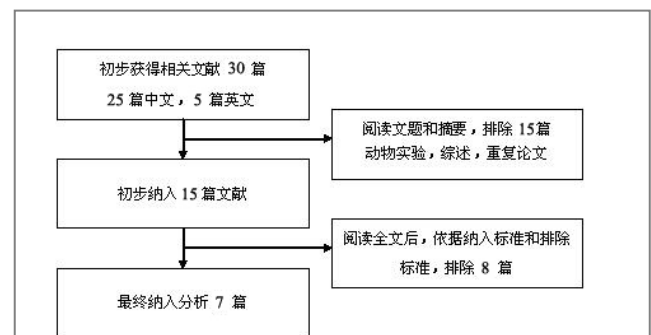 初步获得相关文献 30 篇
25 篇中文，5 篇英文
阅读文题和摘要，排除 15篇
动物实验，综述，重复论文
初步纳入 15 篇文献
阅读全文后，依据纳入标准和排除
标准，排除 8 篇
最终纳入分析 7 篇